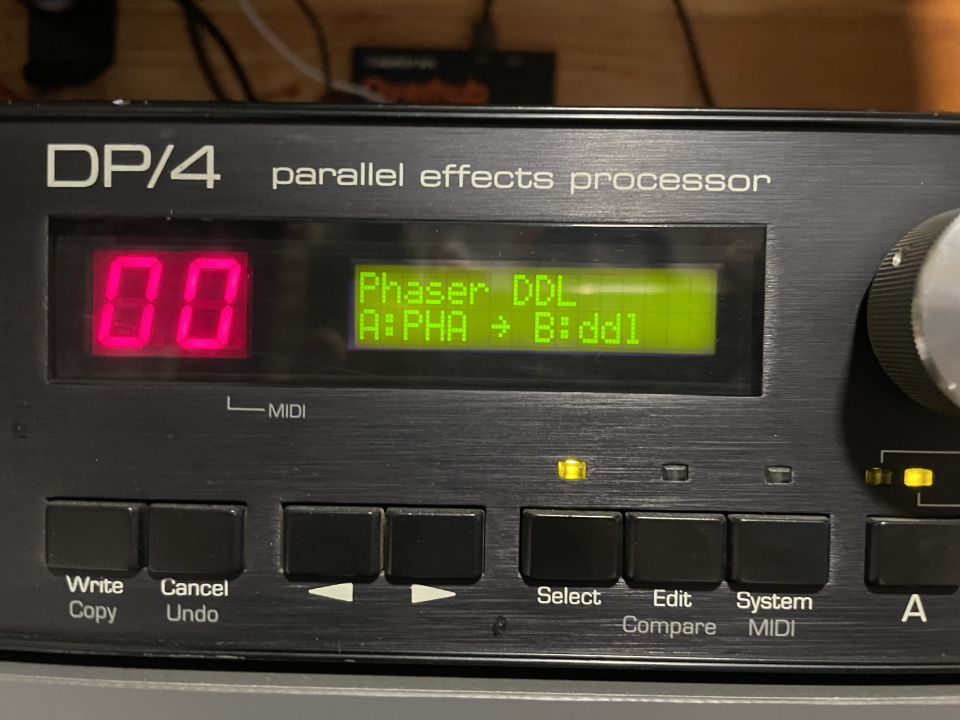 DP/4 parallel effects processor
00
Phaser DDL
A:PHA → B:ddl
MIDI
Write Cancel Select Edit System A
Copy Undo Compare MIDI